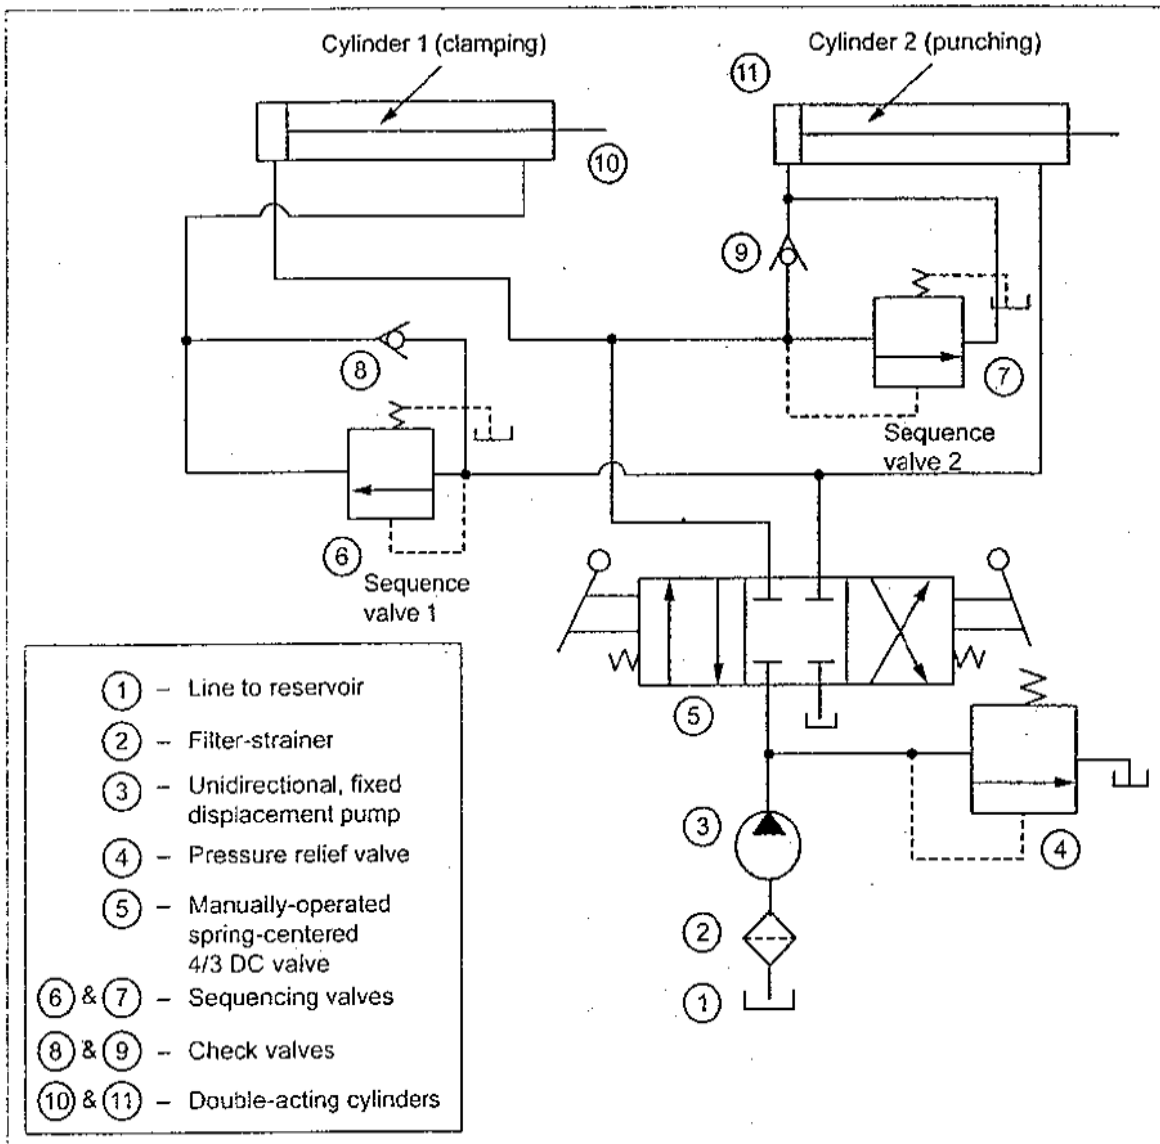 Cylinder 1 (clamping)
Cylinder 2 (punching)
11
10
9
8
7
Sequence
valve 2
6
Sequence
valve 1
5
4
3
2
1
1 – Line to reservoir
2 – Filter-strainer
3 – Unidirectional, fixed
displacement pump
4 – Pressure relief valve
5 – Manually-operated
spring-centered
4/3 DC valve
6 & 7 – Sequencing valves
8 & 9 – Check valves
10 & 11 – Double-acting cylinders